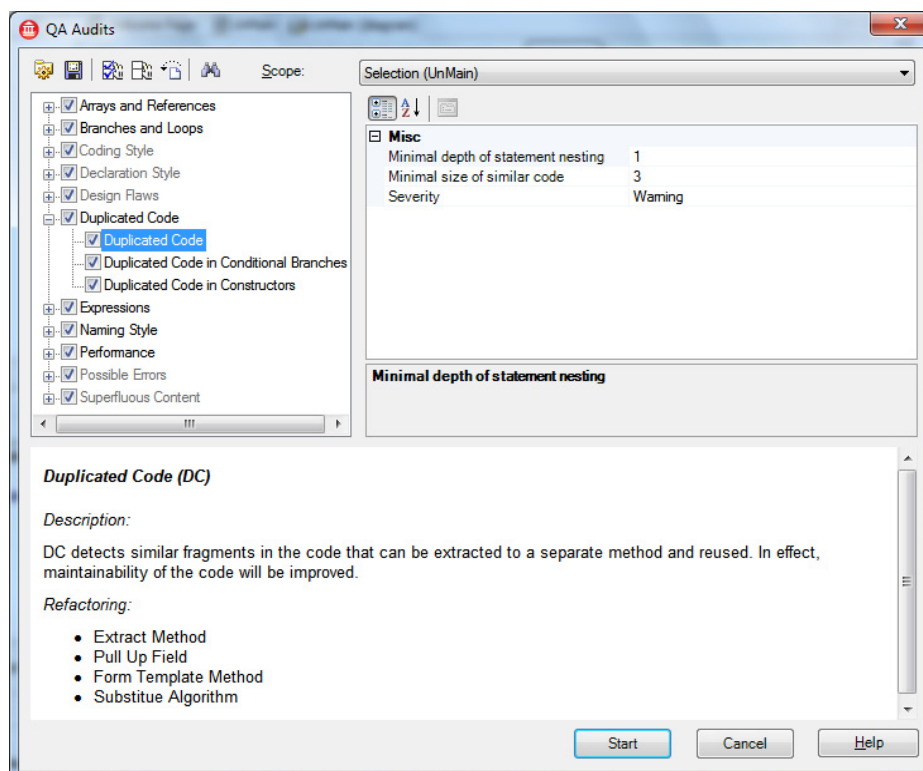 QA Audits
Scope:
Selection (UnMain)
Arrays and References
Branches and Loops
Coding Style
Declaration Style
Design Flaws
Duplicated Code
Duplicated Code
Duplicated Code in Conditional Branches
Duplicated Code in Constructors
Expressions
Naming Style
Performance
Possible Errors
Superfluous Content
Misc
Minimal depth of statement nesting 1
Minimal size of similar code 3
Severity Warning
Minimal depth of statement nesting
Duplicated Code (DC)
Description:
DC detects similar fragments in the code that can be extracted to a separate method and reused. In effect,
maintainability of the code will be improved.
Refactoring:
• Extract Method
• Pull Up Field
• Form Template Method
• Substitue Algorithm
Start Cancel Help